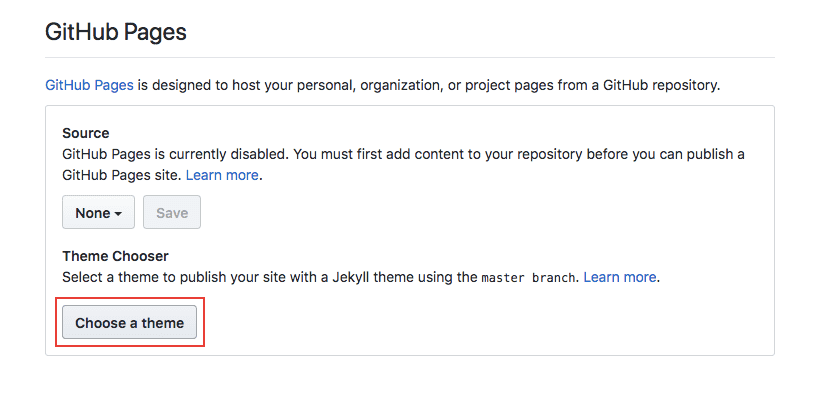 GitHub Pages
GitHub Pages is designed to host your personal, organization, or project pages from a GitHub repository.
Source
GitHub Pages is currently disabled. You must first add content to your repository before you can publish a
GitHub Pages site. Learn more.
None Save
Theme Chooser
Select a theme to publish your site with a Jekyll theme using the master branch. Learn more.
Choose a theme